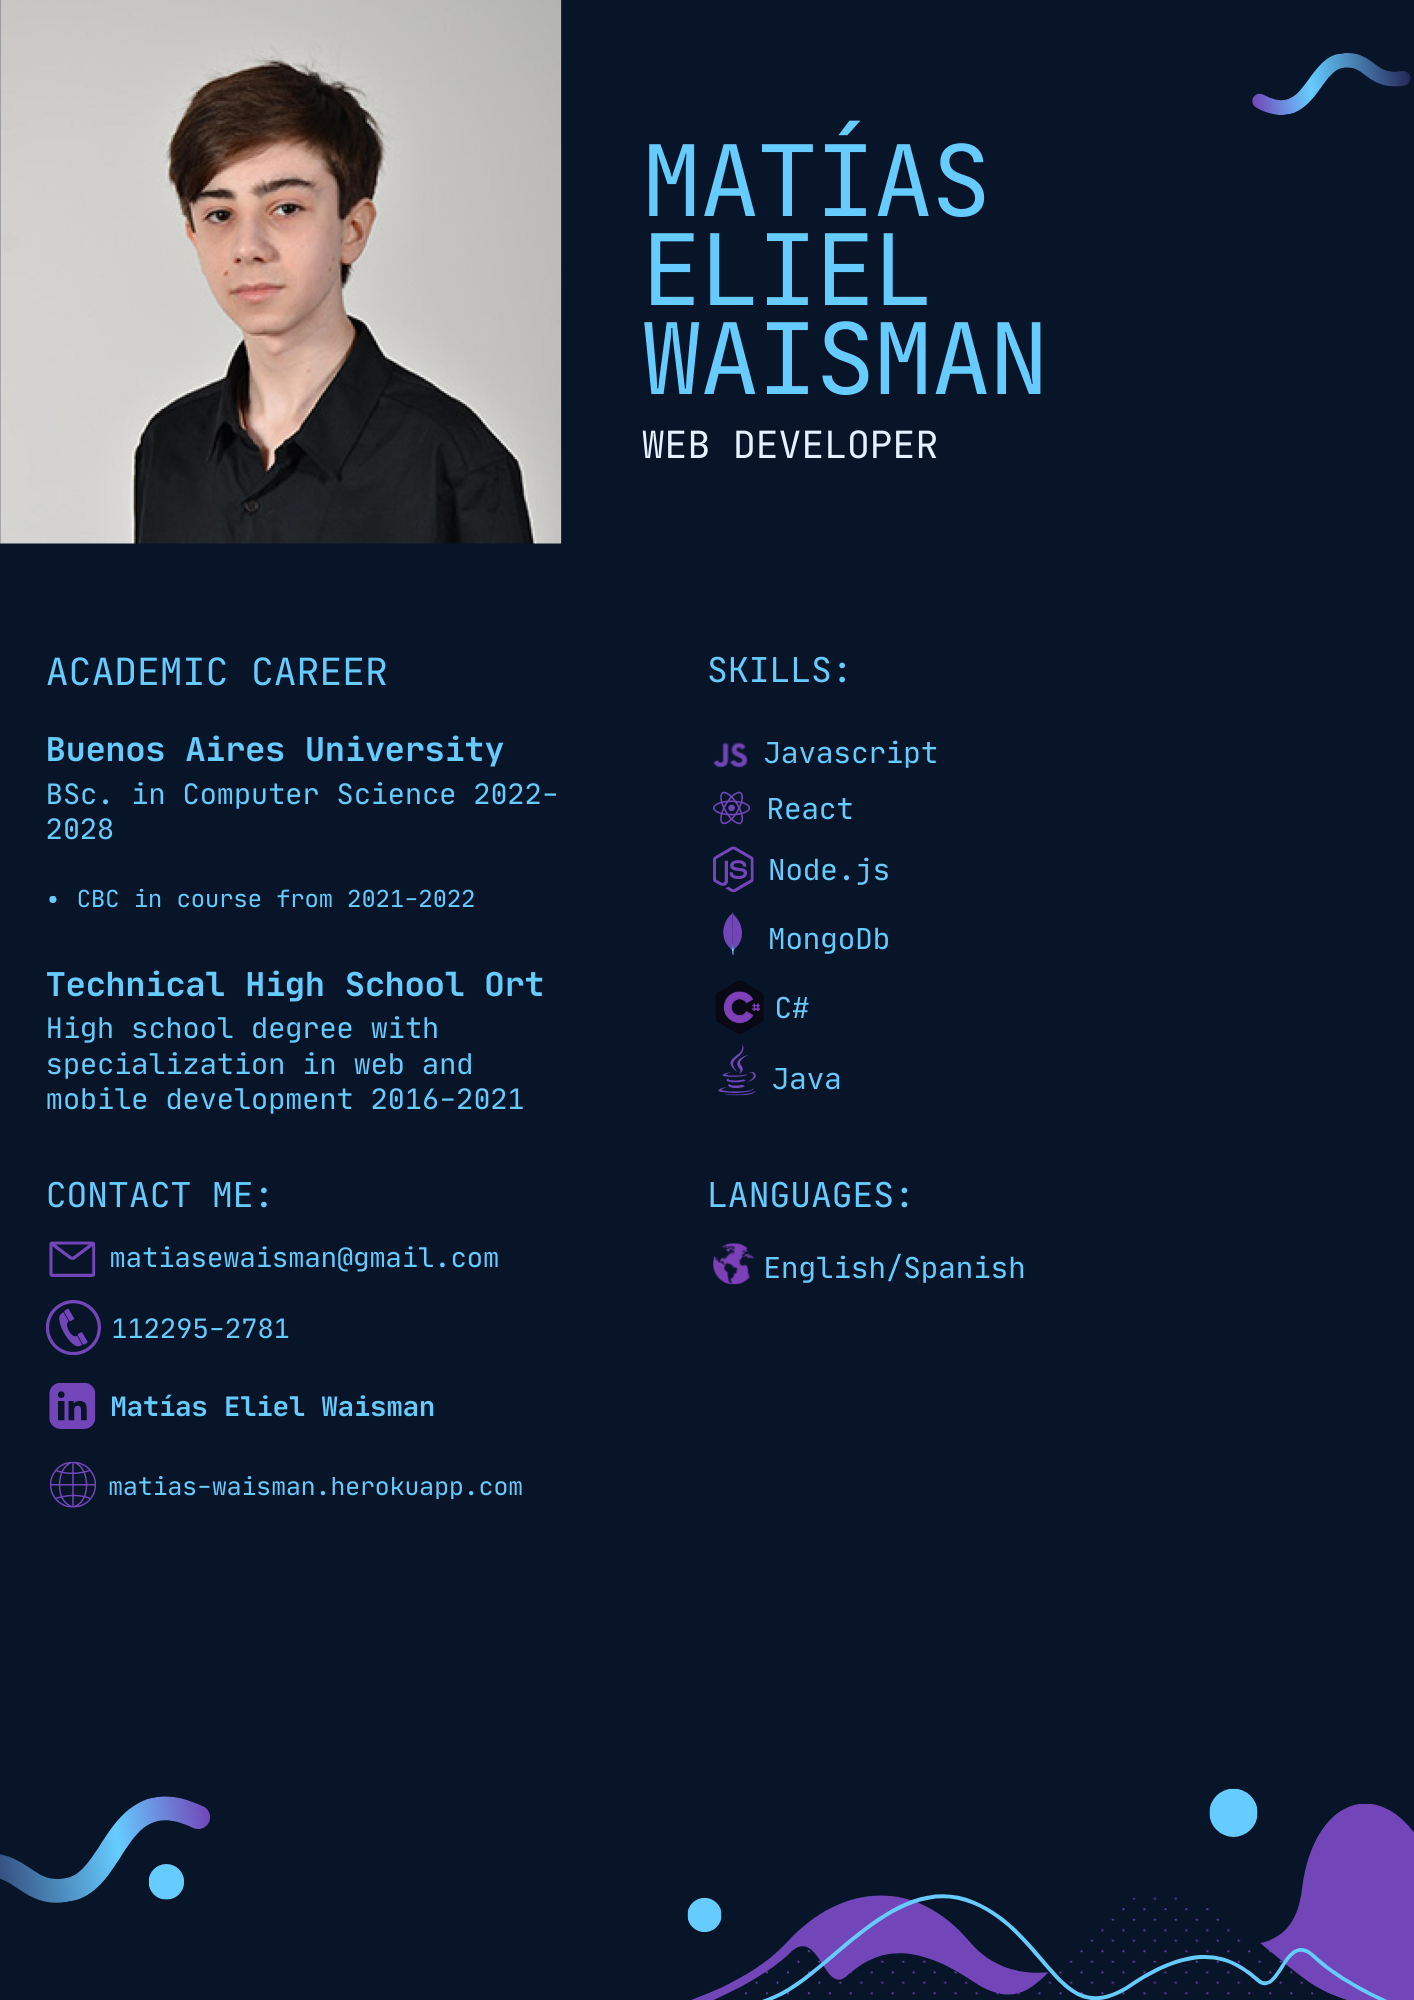 MATÍAS
ELIEL
WAISMAN
WEB DEVELOPER
ACADEMIC CAREER
Buenos Aires University
BSc. in Computer Science 2022-
2028
• CBC in course from 2021-2022
Technical High School Ort
High school degree with
specialization in web and
mobile development 2016-2021
CONTACT ME:
matiasewaisman@gmail.com
112295-2781
in Matías Eliel Waisman
matias-waisman.herokuapp.com
SKILLS:
JS Javascript
React
JS Node.js
MongoDb
C# C#
Java
LANGUAGES:
English/Spanish